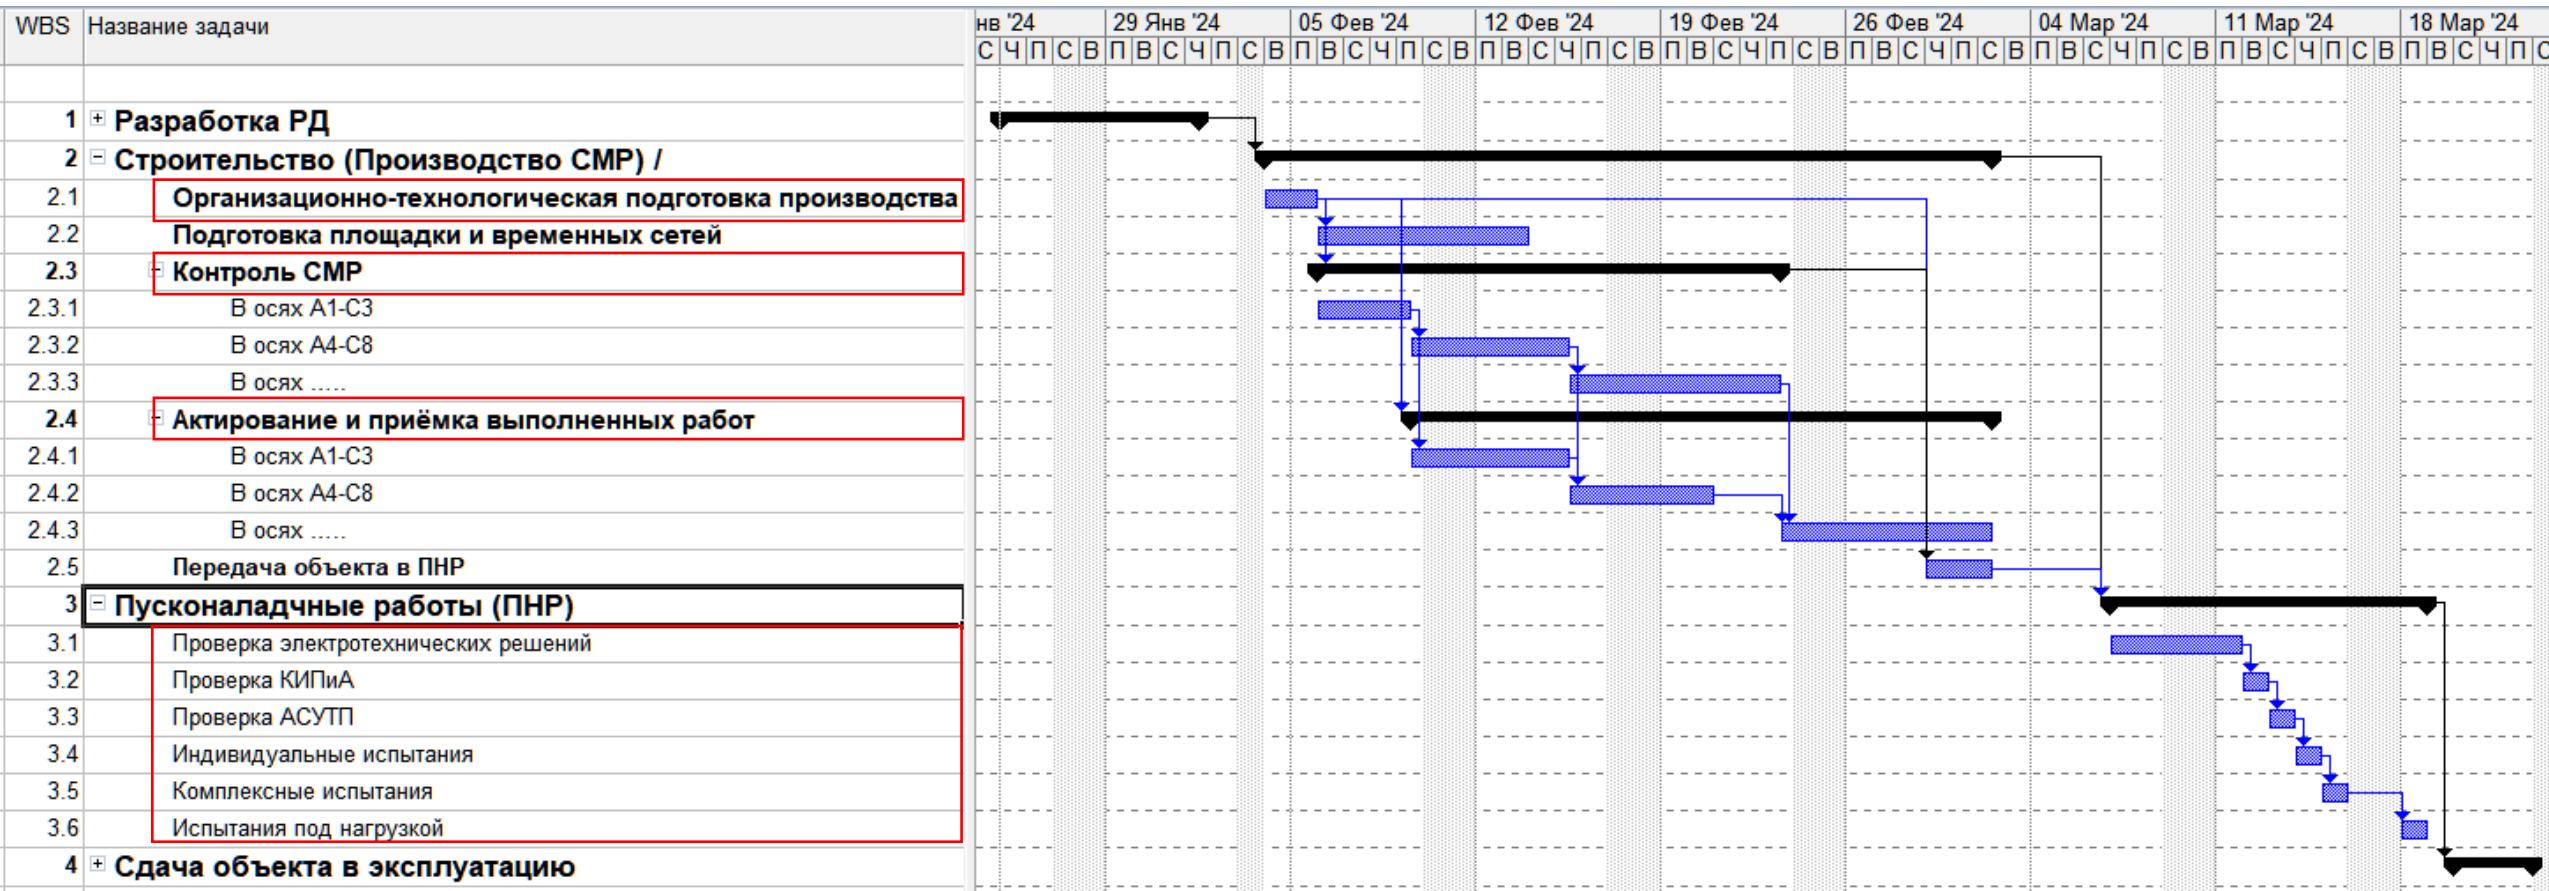 WBS Название задачи нв '24 29 Янв '24 05 Фев '24 12 Фев '24 19 Фев '24 26 Фев '24 04 Мар '24 11 Мар '24 18 Мар '24
С Ч П С В П В С Ч П С В П В С Ч П С В П В С Ч П С В П В С Ч П С В П В С Ч П С В П В С Ч П С В П В С Ч П С В П В С Ч П С
1 Разработка РД
2 Строительство (Производство СМР) /
2.1 Организационно-технологическая подготовка производства
2.2 Подготовка площадки и временных сетей
2.3 Контроль СМР
2.3.1 В осях А1-С3
2.3.2 В осях А4-С8
2.3.3 В осях .....
2.4 Актирование и приёмка выполненных работ
2.4.1 В осях А1-С3
2.4.2 В осях А4-С8
2.4.3 В осях .....
2.5 Передача объекта в ПНР
3 Пусконаладчные работы (ПНР)
3.1 Проверка электротехнических решений
3.2 Проверка КИПиА
3.3 Проверка АСУТП
3.4 Индивидуальные испытания
3.5 Комплексные испытания
3.6 Испытания под нагрузкой
4 Сдача объекта в эксплуатацию